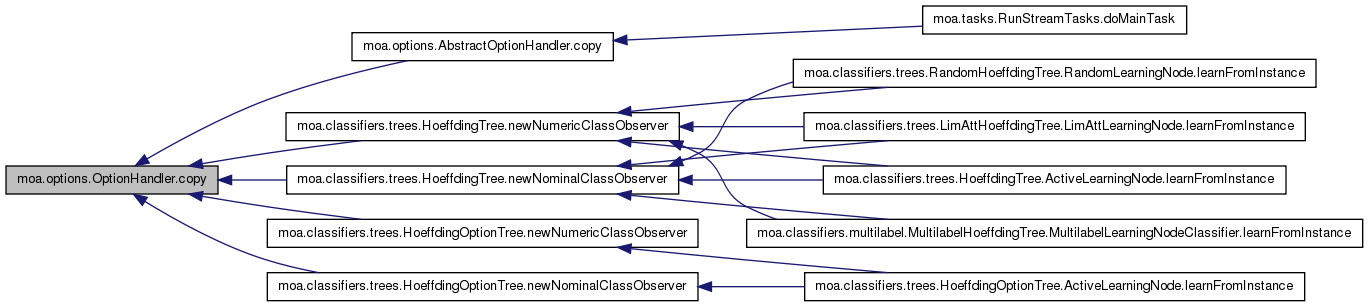 moa.options.OptionHandler.copy
moa.options.AbstractOptionHandler.copy
moa.tasks.RunStreamTasks.doMainTask
moa.classifiers.trees.HoeffdingTree.newNumericClassObserver
moa.classifiers.trees.RandomHoeffdingTree.RandomLearningNode.learnFromInstance
moa.classifiers.trees.LimAttHoeffdingTree.LimAttLearningNode.learnFromInstance
moa.classifiers.trees.HoeffdingTree.newNominalClassObserver
moa.classifiers.trees.HoeffdingTree.ActiveLearningNode.learnFromInstance
moa.classifiers.multilabel.MultilabelHoeffdingTree.MultilabelLearningNodeClassifier.learnFromInstance
moa.classifiers.trees.HoeffdingOptionTree.newNumericClassObserver
moa.classifiers.trees.HoeffdingOptionTree.newNominalClassObserver
moa.classifiers.trees.HoeffdingOptionTree.ActiveLearningNode.learnFromInstance